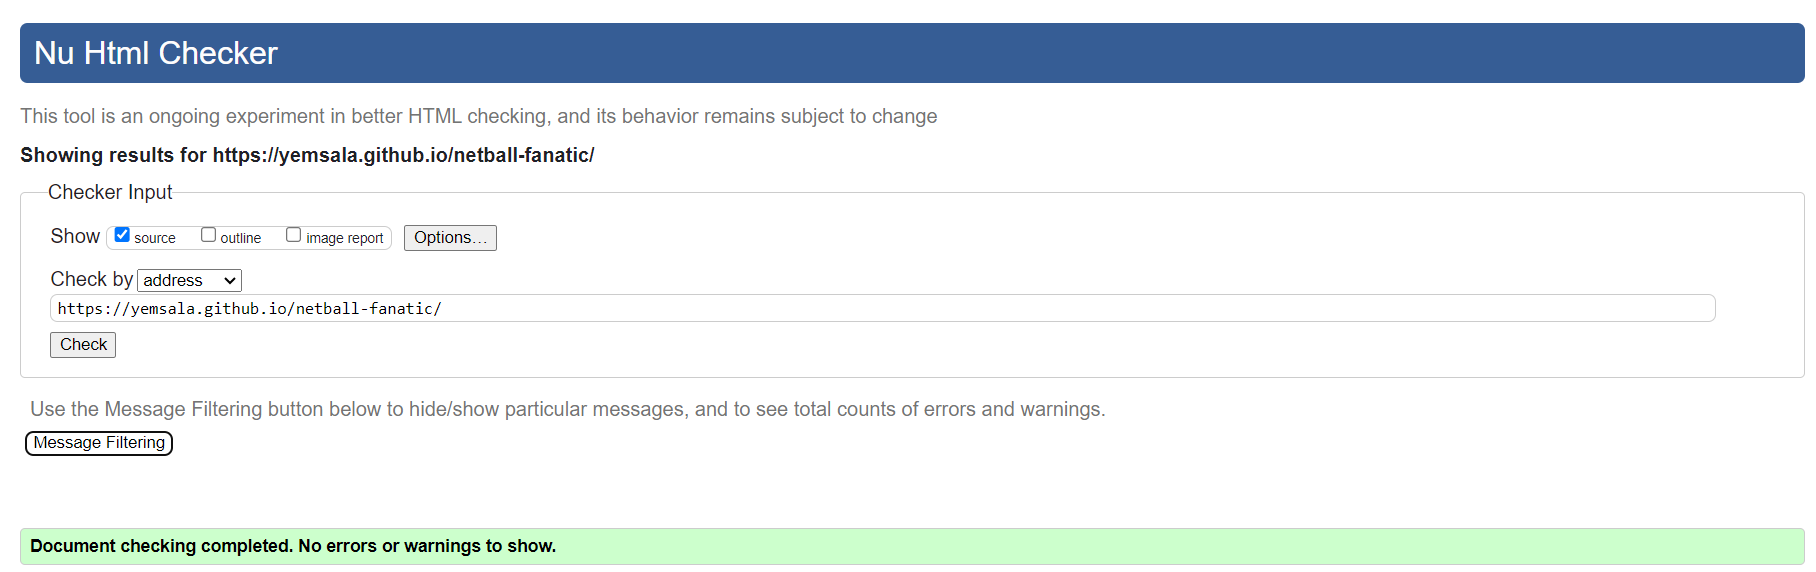 Nu Html Checker
This tool is an ongoing experiment in better HTML checking, and its behavior remains subject to change
Showing results for https://yemsala.github.io/netball-fanatic/
Checker Input
Show source outline image report Options...
Check by address
https://yemsala.github.io/netball-fanatic/
Check
Use the Message Filtering button below to hide/show particular messages, and to see total counts of errors and warnings.
Message Filtering
Document checking completed. No errors or warnings to show.